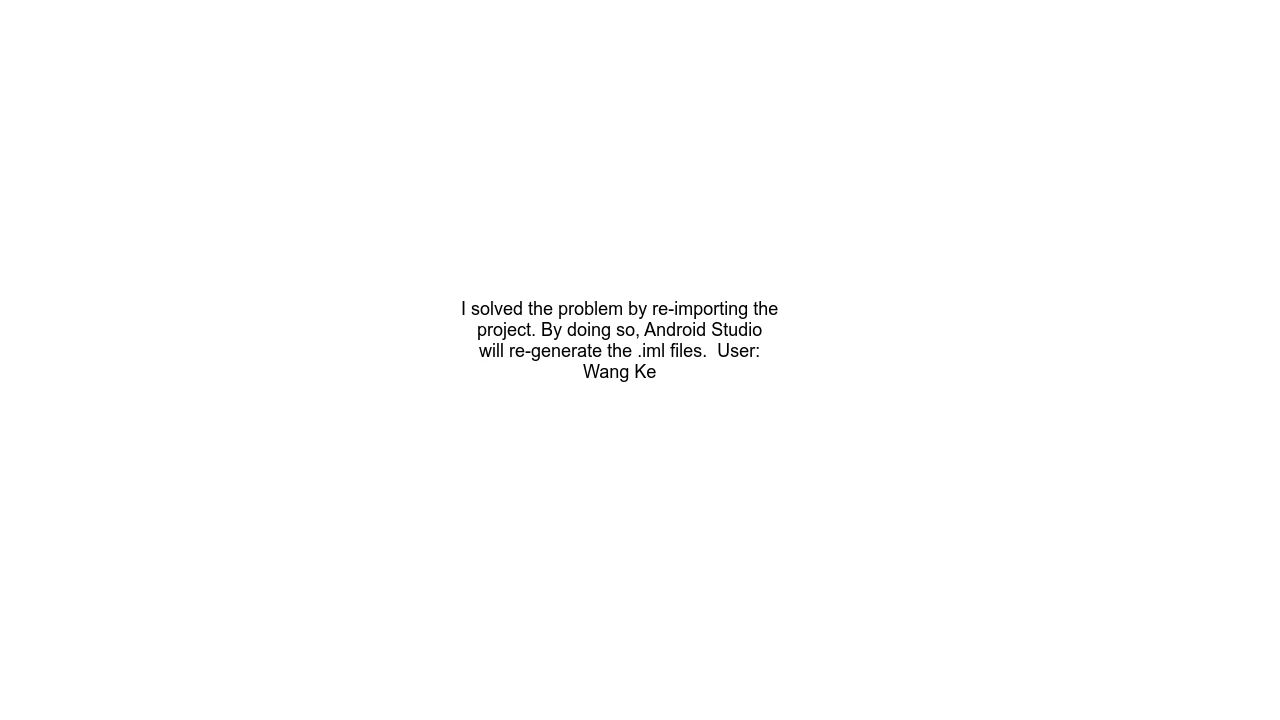 I solved the problem by re-importing the
project. By doing so, Android Studio
will re-generate the .iml files.  User:
Wang Ke